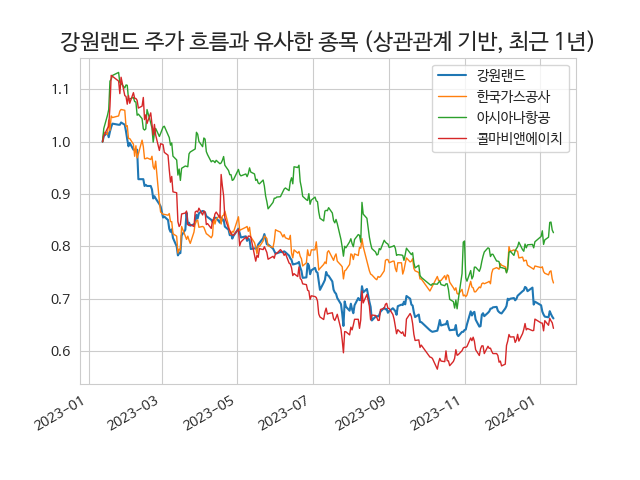 강원랜드 주가 흐름과 유사한 종목 (상관관계 기반, 최근 1년)
강원랜드
한국가스공사
아시아나항공
콜마비앤에이치
1.1
1.0
0.9
0.8
0.7
0.6
2023-01
2023-03
2023-05
2023-07
2023-09
2023-11
2024-01